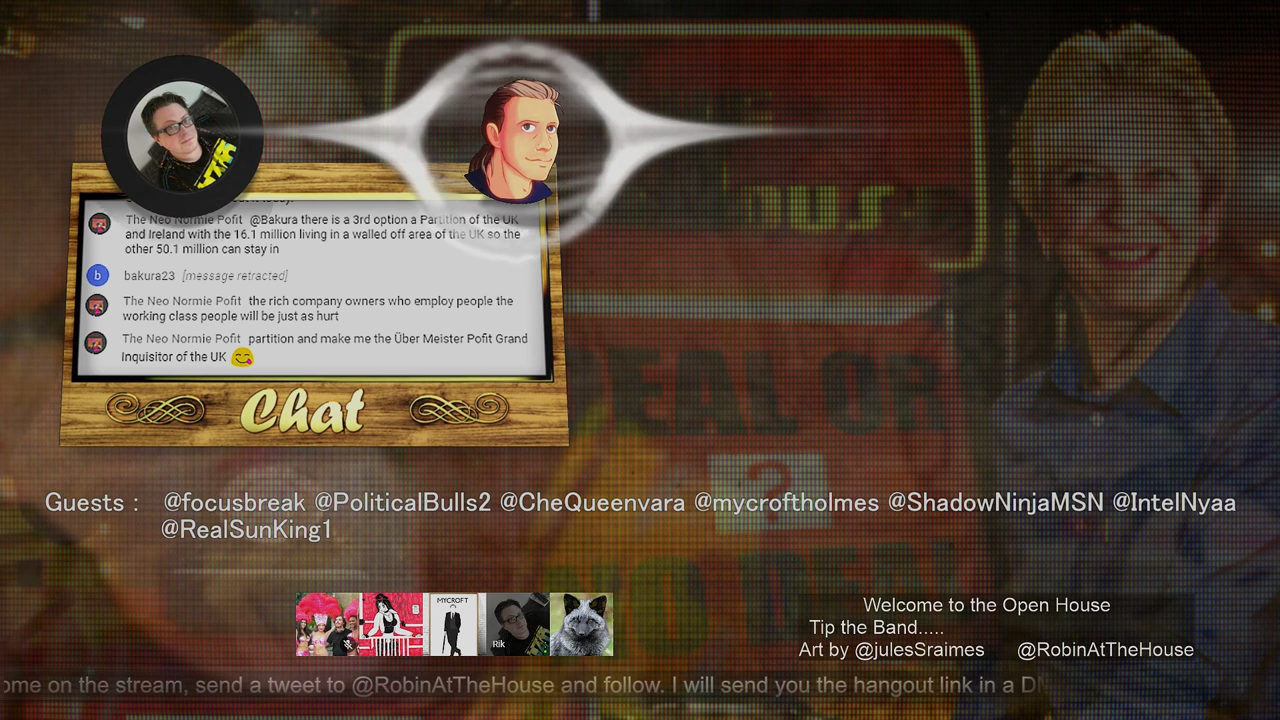 The Neo Normie Pofit @Bakura there is a 3rd option a Partition of the UK
and Ireland with the 16.1 million living in a walled off area of the UK so the
other 50.1 million can stay in
b bakura23 [message retracted]
The Neo Normie Pofit the rich company owners who employ people the
working class people will be just as hurt
The Neo Normie Pofit partition and make me the Über Meister Pofit Grand
Inquisitor of the UK
Chat
DEAL OR
?
NO DEAL
Guests : @focusbreak @PoliticalBulls2 @CheQueenvara @mycroftholmes @ShadowNinjaMSN @IntelNyaa
@RealSunKing1
MYCROFT
Rik
Welcome to the Open House
Tip the Band.....
Art by @julesSraimes @RobinAtTheHouse
ome on the stream, send a tweet to @RobinAtTheHouse and follow. I will send you the hangout link in a DM